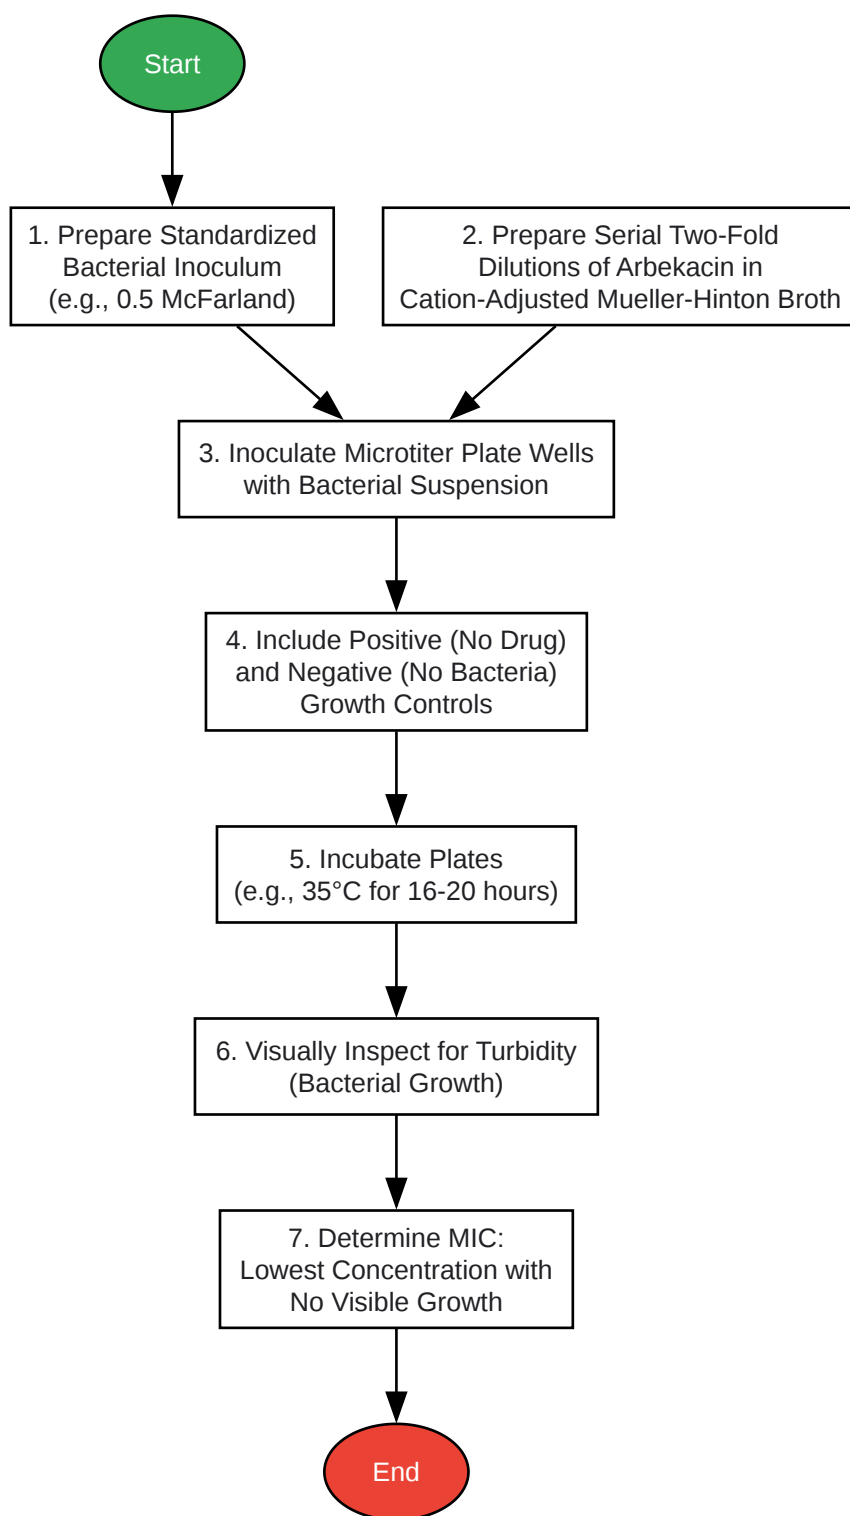 Start
1. Prepare Standardized
Bacterial Inoculum
(e.g., 0.5 McFarland)
2. Prepare Serial Two-Fold
Dilutions of Arbekacin in
Cation-Adjusted Mueller-Hinton Broth
3. Inoculate Microtiter Plate Wells
with Bacterial Suspension
4. Include Positive (No Drug)
and Negative (No Bacteria)
Growth Controls
5. Incubate Plates
(e.g., 35°C for 16-20 hours)
6. Visually Inspect for Turbidity
(Bacterial Growth)
7. Determine MIC:
Lowest Concentration with
No Visible Growth
End